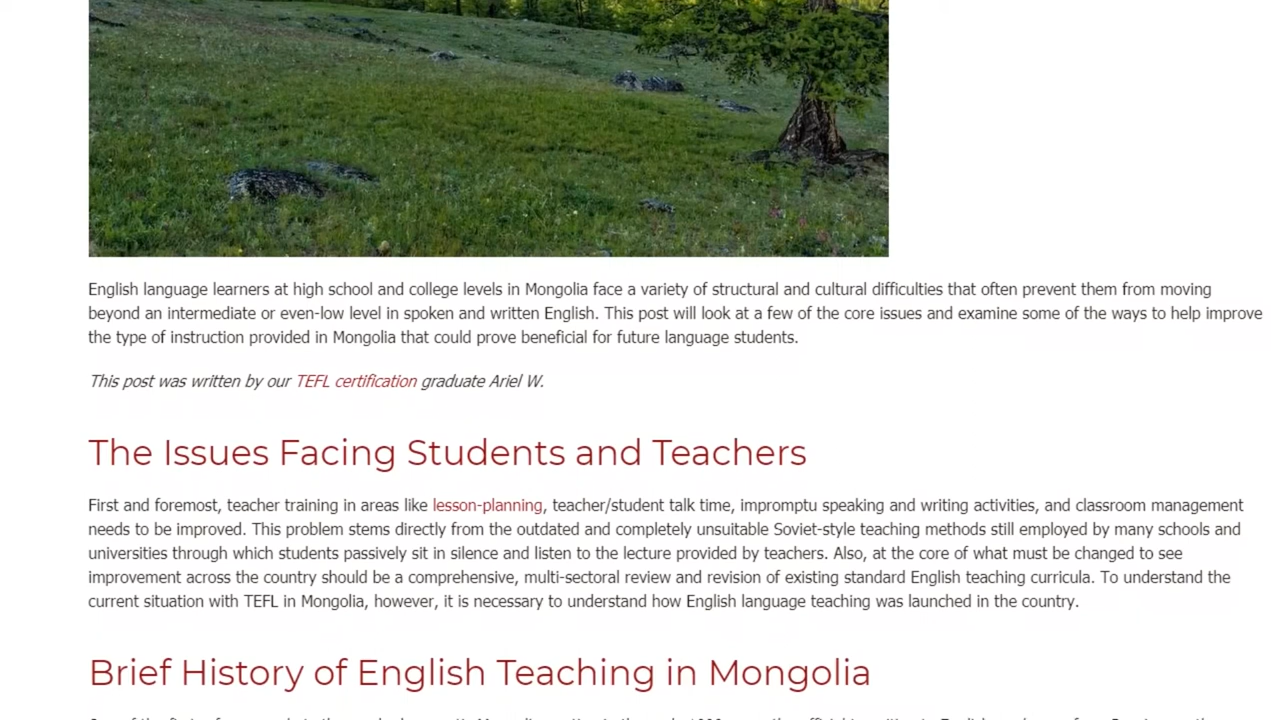 English language learners at high school and college levels in Mongolia face a variety of structural and cultural difficulties that often prevent them from moving
beyond an intermediate or even-low level in spoken and written English. This post will look at a few of the core issues and examine some of the ways to help improve
the type of instruction provided in Mongolia that could prove beneficial for future language students.
This post was written by our TEFL certification graduate Ariel W.
The Issues Facing Students and Teachers
First and foremost, teacher training in areas like lesson-planning, teacher/student talk time, impromptu speaking and writing activities, and classroom management
needs to be improved. This problem stems directly from the outdated and completely unsuitable Soviet-style teaching methods still employed by many schools and
universities through which students passively sit in silence and listen to the lecture provided by teachers. Also, at the core of what must be changed to see
improvement across the country should be a comprehensive, multi-sectoral review and revision of existing standard English teaching curricula. To understand the
current situation with TEFL in Mongolia, however, it is necessary to understand how English language teaching was launched in the country.
Brief History of English Teaching in Mongolia